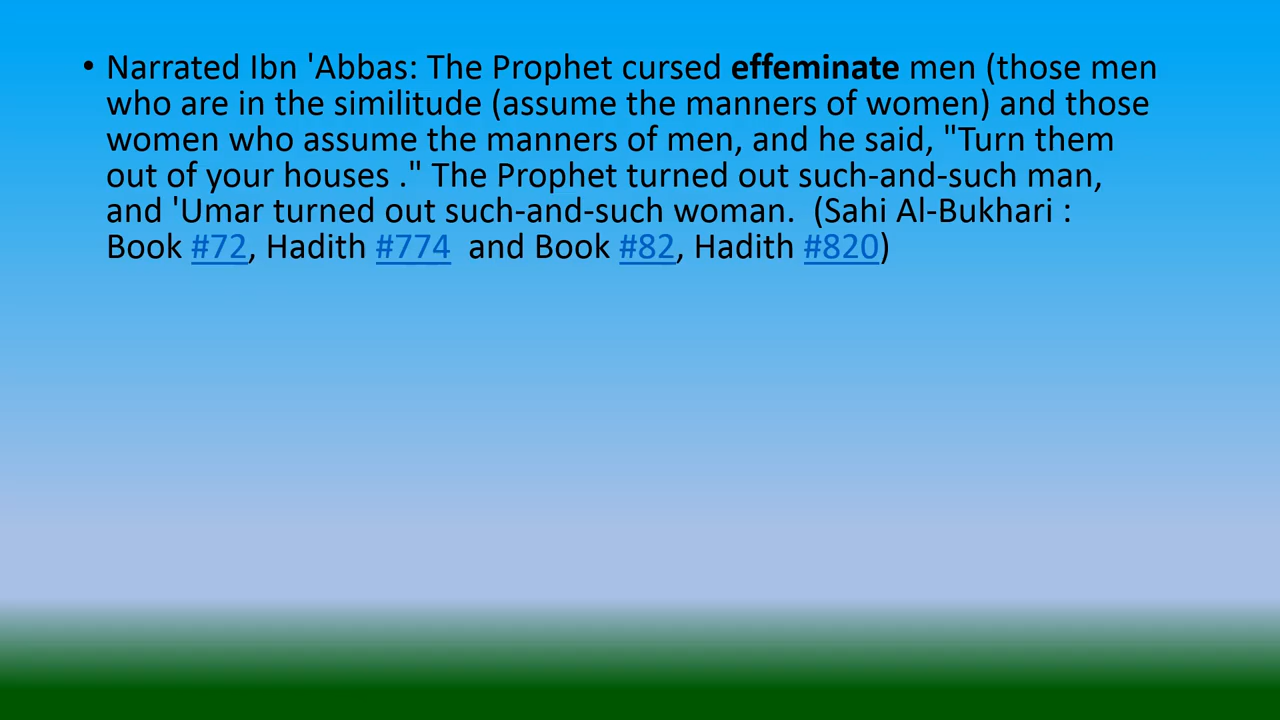 • Narrated Ibn 'Abbas: The Prophet cursed effeminate men (those men
who are in the similitude (assume the manners of women) and those
women who assume the manners of men, and he said, "Turn them
out of your houses ." The Prophet turned out such-and-such man,
and 'Umar turned out such-and-such woman.  (Sahi Al-Bukhari :
Book #72, Hadith #774  and Book #82, Hadith #820)